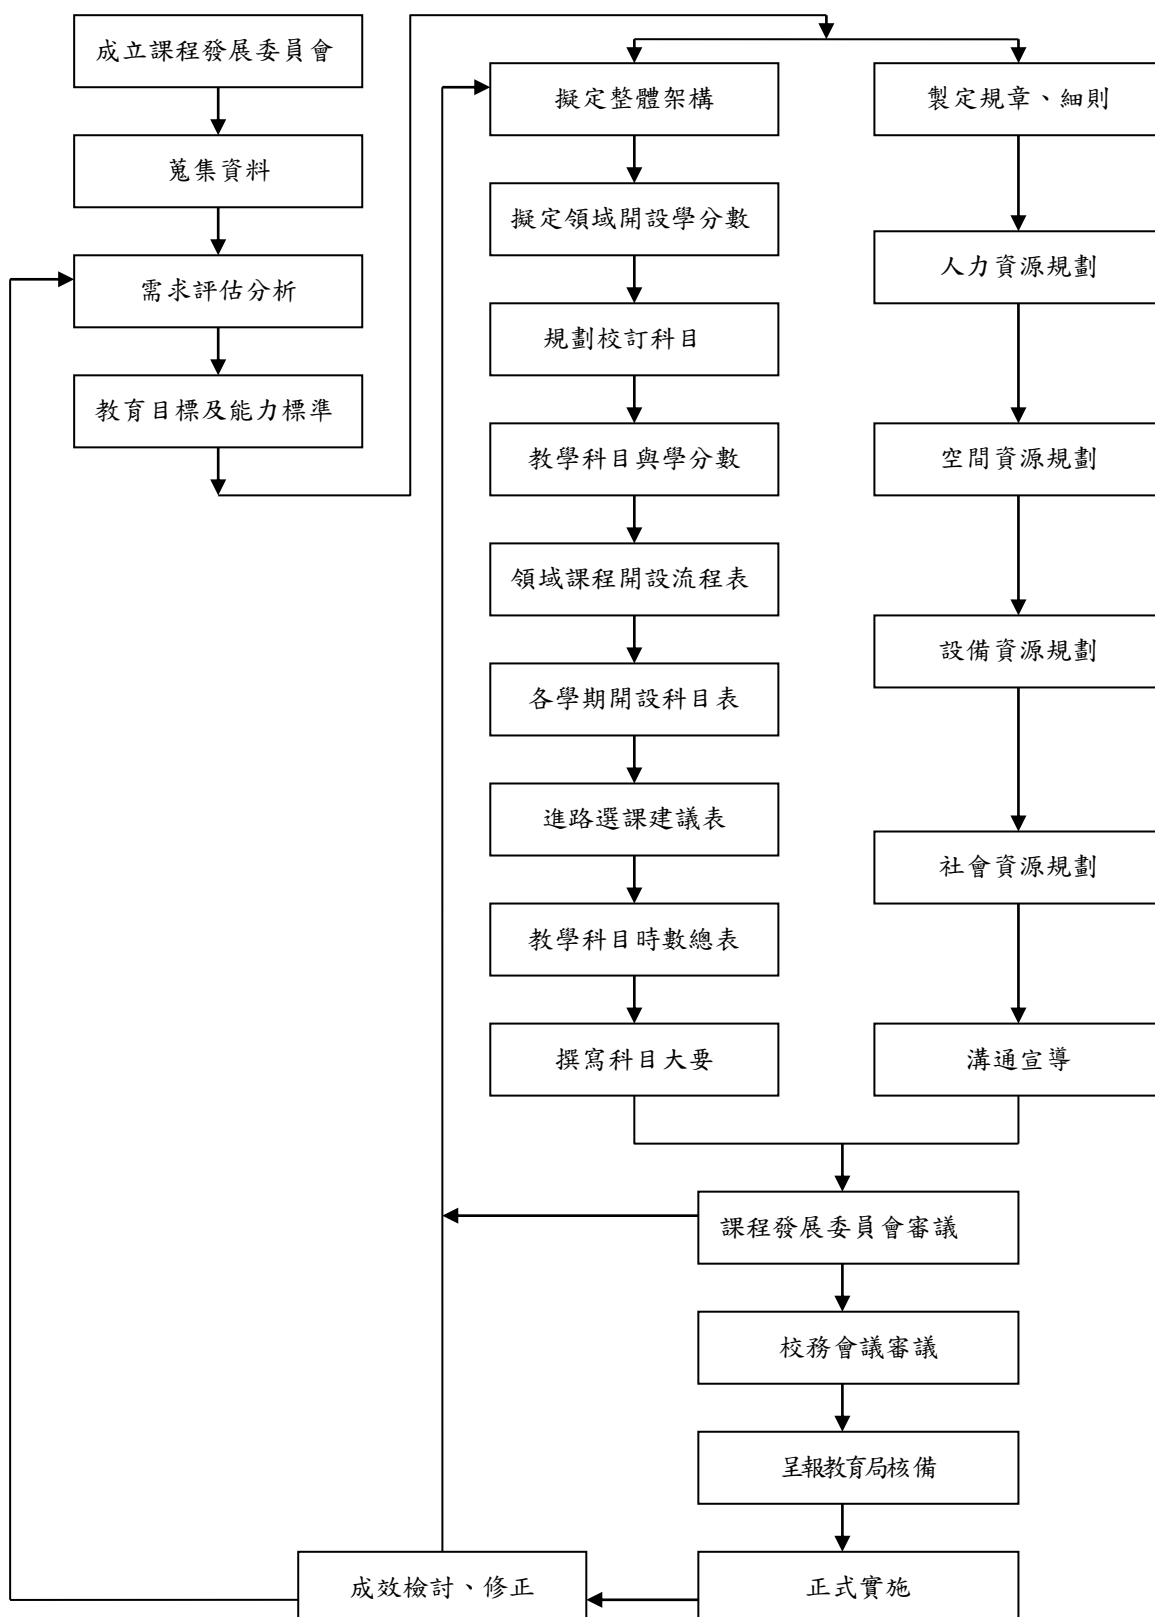 成立課程發展委員會
蒐集資料
需求評估分析
教育目標及能力標準
擬定整體架構
擬定領域開設學分數
規劃校訂科目
教學科目與學分數
領域課程開設流程表
各學期開設科目表
進路選課建議表
教學科目時數總表
撰寫科目大要
製定規章、細則
人力資源規劃
空間資源規劃
設備資源規劃
社會資源規劃
溝通宣導
課程發展委員會審議
校務會議審議
呈報教育局核備
正式實施
成效檢討、修正